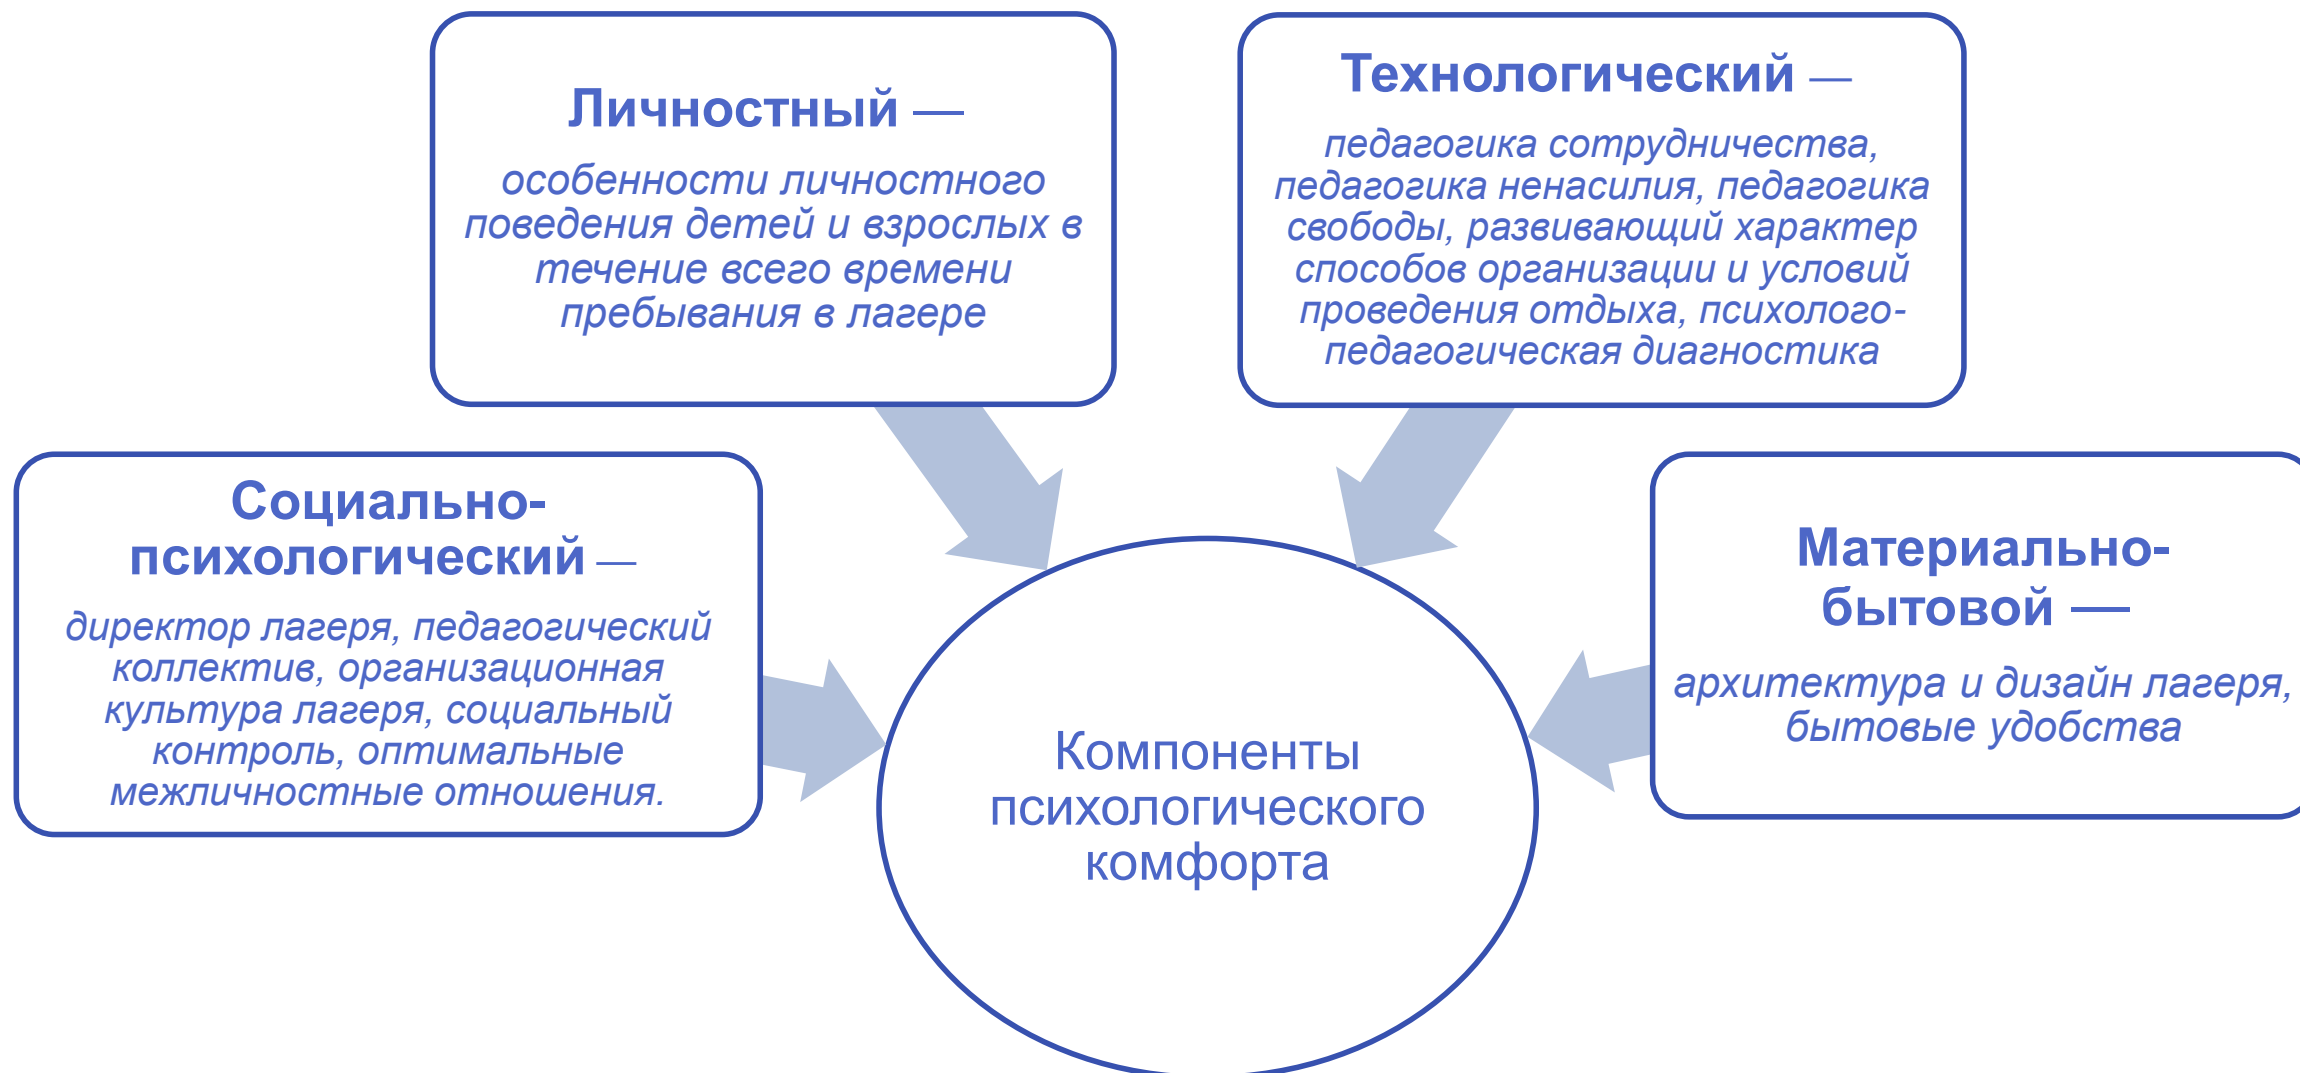 Личностный —
особенности личностного
поведения детей и взрослых в
течение всего времени
пребывания в лагере
Технологический —
педагогика сотрудничества,
педагогика ненасилия, педагогика
свободы, развивающий характер
способов организации и условий
проведения отдыха, психолого-
педагогическая диагностика
Социально-
психологический —
директор лагеря, педагогический
коллектив, организационная
культура лагеря, социальный
контроль, оптимальные
межличностные отношения.
Материально-
бытовой —
архитектура и дизайн лагеря,
бытовые удобства
Компоненты
психологического
комфорта